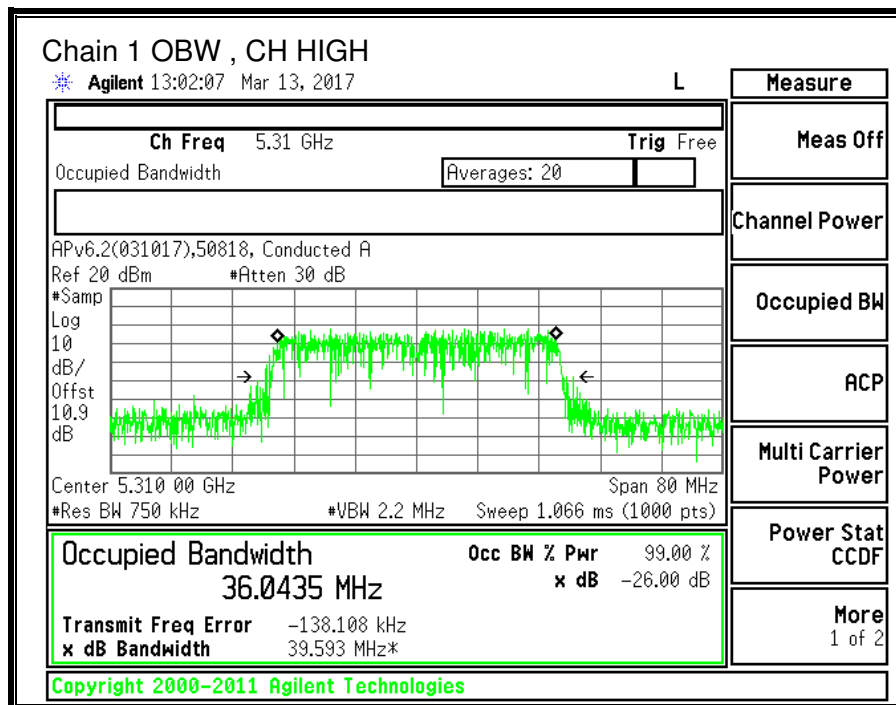 Chain 1 OBW , CH HIGH
Agilent 13:02:07 Mar 13, 2017 L
Measure
Ch Freq 5.31 GHz Trig Free
Occupied Bandwidth Averages: 20
APv6.2(031017),50818, Conducted A
Ref 20 dBm #Atten 30 dB
#Samp
Log
10
dB/
Offst
10.9
dB
Center 5.310 00 GHz Span 80 MHz
#Res BW 750 kHz #VBW 2.2 MHz Sweep 1.066 ms (1000 pts)
Occupied Bandwidth Occ BW % Pwr 99.00 %
36.0435 MHz x dB -26.00 dB
Transmit Freq Error -138.108 kHz
x dB Bandwidth 39.593 MHz*
Copyright 2000-2011 Agilent Technologies
Meas Off
Channel Power
Occupied BW
ACP
Multi Carrier
Power
Power Stat
CCDF
More
1 of 2